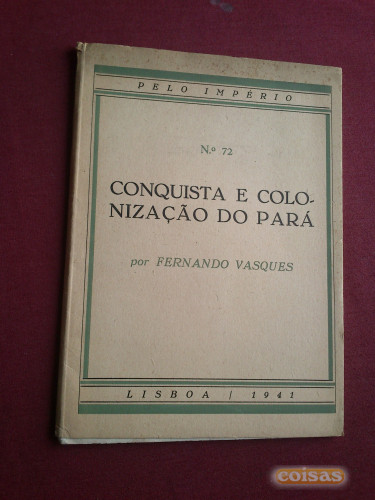 PELO IMPÉRIO
N.º 72
CONQUISTA E COLO-
NIZAÇÃO DO PARÁ
por FERNANDO VASQUES
LISBOA / 1941
coisas